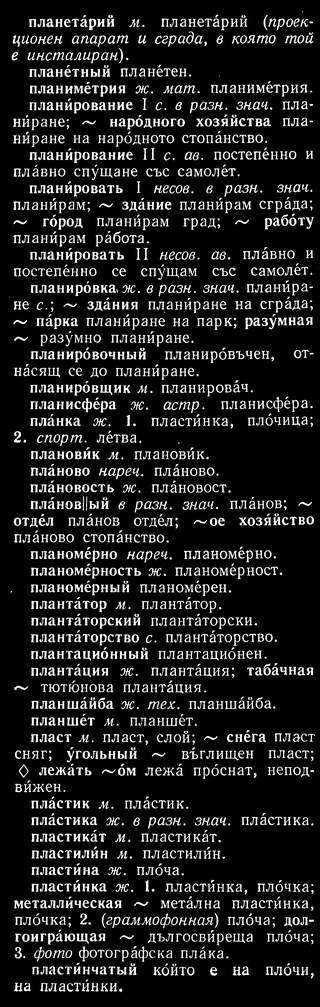 планета́рий м. планета́рий (проек-
ционен апарат и сграда, в която той
е инсталиран).
плане́тный плане́тен.
планиме́трия ж. мат. планиме́трия.
плани́рование I с. в разн. знач. пла-
ни́ране; ~ наро́дного хозя́йства пла-
ни́ране на наро́дното стопа́нство.
плани́рование II с. ав. постепе́нно и
пла́вно спу́щане със самоле́т.
плани́ровать I несов. в разн. знач.
плани́рам; ~ зда́ние плани́рам сгра́да;
~ го́род плани́рам град; ~ рабо́ту
плани́рам ра́бота.
плани́ровать II несов. ав. пла́вно и
постепе́нно се спу́щам със самоле́т.
планиро́вка ж. в разн. знач. плани́ра-
не с.; ~ зда́ния плани́ране на сгра́да;
~ па́рка плани́ране на парк; разу́мная
~ разу́мно плани́ране.
планиро́вочный планиро́въчен, от-
на́сящ се до плани́ране.
планиро́вщик м. планирова́ч.
планисфе́ра ж. астр. планисфе́ра.
пла́нка ж. 1. пласти́нка, пло́чица;
2. спорт. ле́тва.
планови́к м. планови́к.
пла́ново нареч. пла́ново.
пла́новость ж. пла́новост.
пла́нов||ый в разн. знач. пла́нов; ~
отде́л пла́нов отде́л; ~ое хозя́йство
пла́ново стопа́нство.
планоме́рно нареч. планоме́рно.
планоме́рность ж. планоме́рност.
планоме́рный планоме́рен.
планта́тор м. планта́тор.
планта́торский планта́торски.
планта́торство с. планта́торство.
плантацио́нный плантацио́нен.
планта́ция ж. планта́ция; таба́чная
~ тютю́нова планта́ция.
планша́йба ж. тех. планша́йба.
планше́т м. планше́т.
пласт м. пласт, слой; ~ сне́га пласт
сняг; у́гольный ~ въ́глищен пласт;
◊ лежа́ть ~о́м лежа́ про́снат, непод-
ви́жен.
пла́стик м. пла́стик.
пла́стика ж. в разн. знач. пла́стика.
пластика́т м. пластика́т.
пластили́н м. пластили́н.
пласти́на ж. пло́ча.
пласти́нка ж. 1. пласти́нка, пло́чка;
металли́ческая ~ мета́лна пласти́нка,
пло́чка; 2. (граммофонная) пло́ча; дол-
гоигра́ющая ~ дългосви́реща пло́ча;
3. фото фотогра́фска пла́ка.
пласти́нчатый ко́йто е на пло́чи,
на пласти́нки.